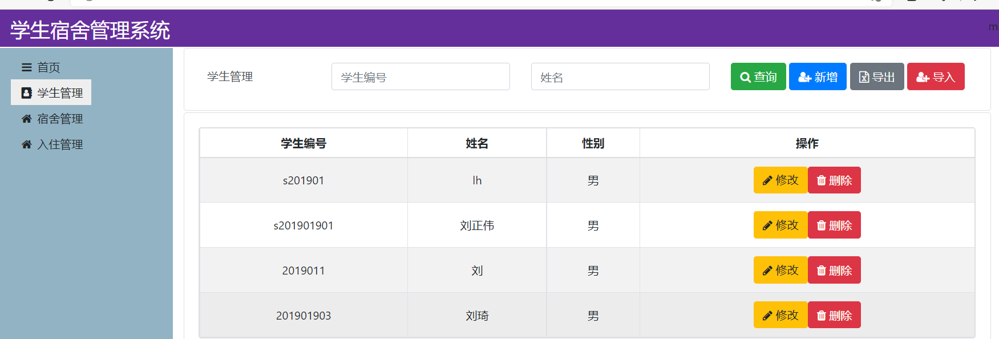 学生宿舍管理系统
m
首页
学生管理
宿舍管理
入住管理
学生管理 学生编号 姓名 查询 新增 导出 导入
学生编号 姓名 性别 操作
s201901 lh 男 修改 删除
s201901901 刘正伟 男 修改 删除
2019011 刘 男 修改 删除
201901903 刘琦 男 修改 删除